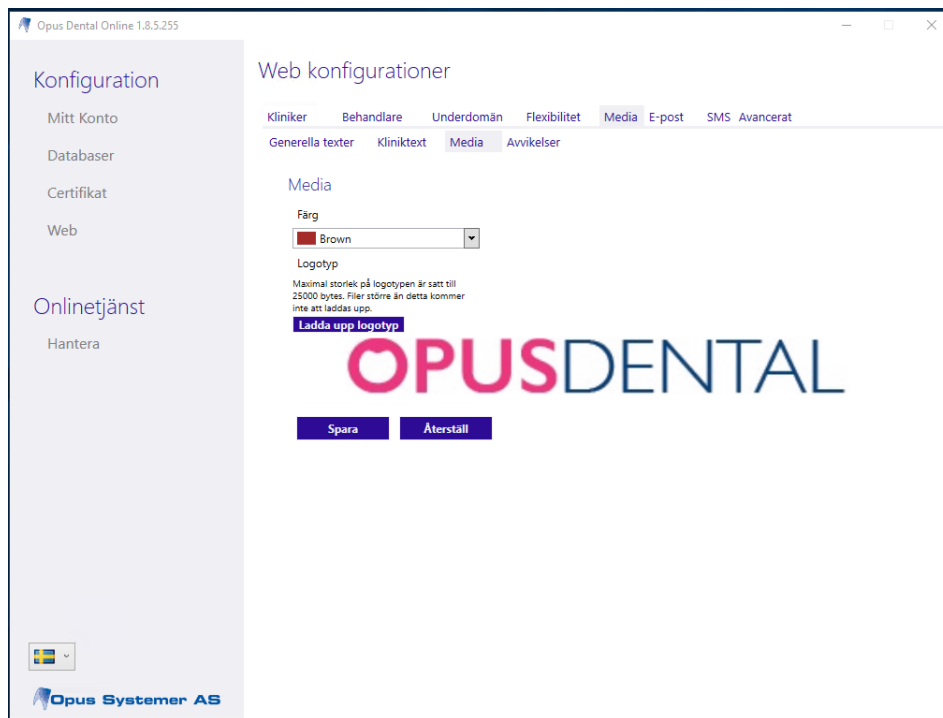 Opus Dental Online 1.8.5.255
Konfiguration
Mitt Konto
Databaser
Certifikat
Web
Onlinetjänst
Hantera
Opus Systemer AS
Web konfigurationer
Kliniker Behandlare Underdomän Flexibilitet Media E-post SMS Avancerat
Generella texter Kliniktext Media Avvikelser
Media
Färg
Brown
Logotyp
Maximal storlek på logotypen är satt till
25000 bytes. Filer större än detta kommer
inte att laddas upp.
Ladda upp logotyp
OPUSDENTAL
Spara Återställ